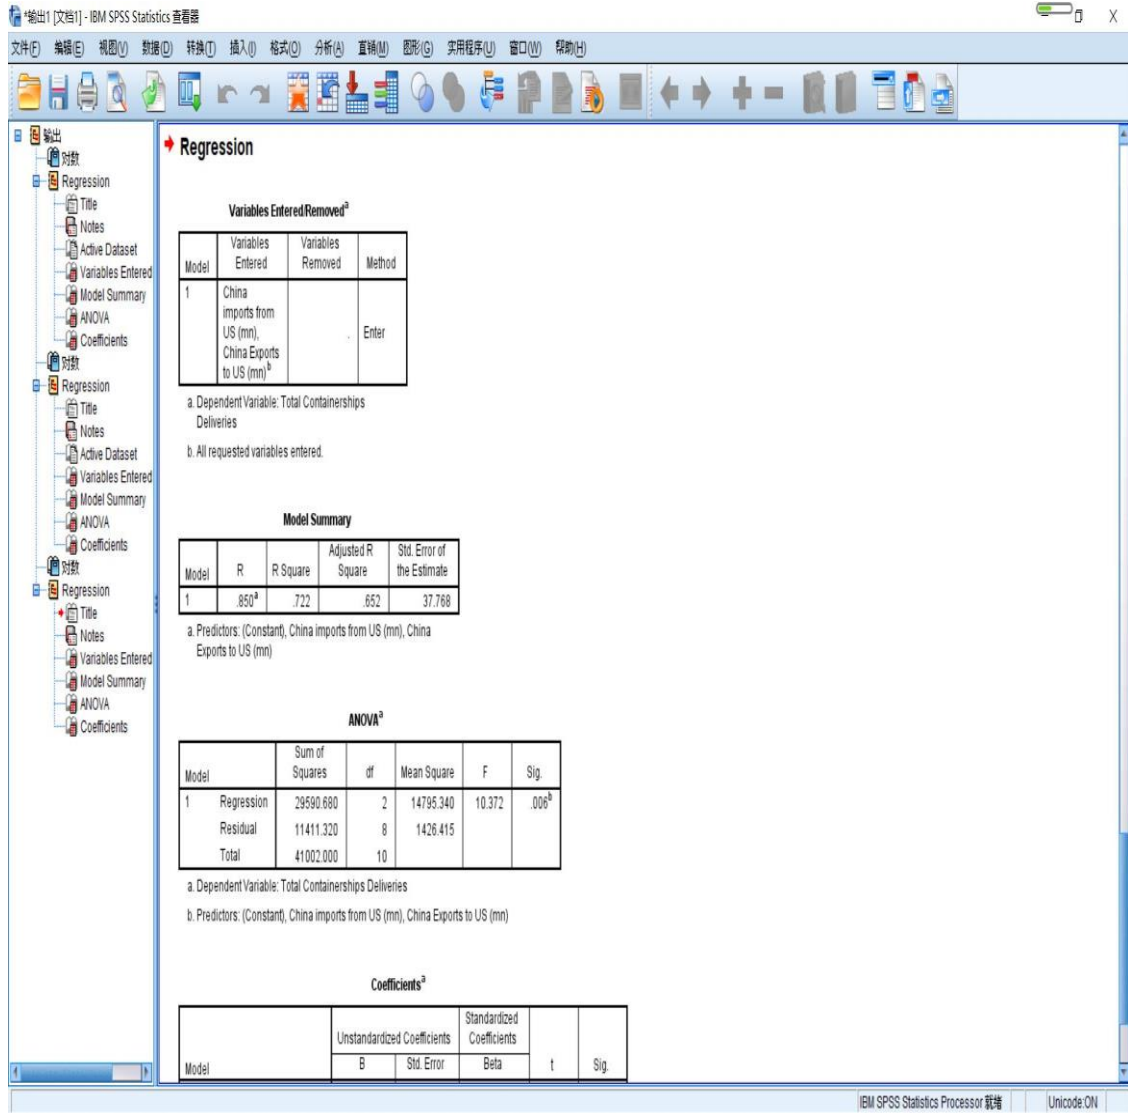 *输出1 [文档1] - IBM SPSS Statistics 查看器
文件(F) 编辑(E) 视图(V) 数据(D) 转换(T) 插入(I) 格式(O) 分析(A) 直销(M) 图形(G) 实用程序(U) 窗口(W) 帮助(H)
输出
对数
Regression
Title
Notes
Active Dataset
Variables Entered
Model Summary
ANOVA
Coefficients
对数
Regression
Title
Notes
Active Dataset
Variables Entered
Model Summary
ANOVA
Coefficients
对数
Regression
Title
Notes
Variables Entered
Model Summary
ANOVA
Coefficients
Regression
Variables Entered/Removedᵃ
Model Variables Entered Variables Removed Method
1 China imports from US (mn), China Exports to US (mn)ᵇ . Enter
a. Dependent Variable: Total Containerships
Deliveries
b. All requested variables entered.
Model Summary
Model R R Square Adjusted R Square Std. Error of the Estimate
1 .850ᵃ .722 .652 37.768
a. Predictors: (Constant), China imports from US (mn), China
Exports to US (mn)
ANOVAᵃ
Model Sum of Squares df Mean Square F Sig.
1 Regression 29590.680 2 14795.340 10.372 .006ᵇ
Residual 11411.320 8 1426.415
Total 41002.000 10
a. Dependent Variable: Total Containerships Deliveries
b. Predictors: (Constant), China imports from US (mn), China Exports to US (mn)
Coefficientsᵃ
Unstandardized Coefficients Standardized Coefficients
Model B Std. Error Beta t Sig.
IBM SPSS Statistics Processor 就绪 Unicode:ON